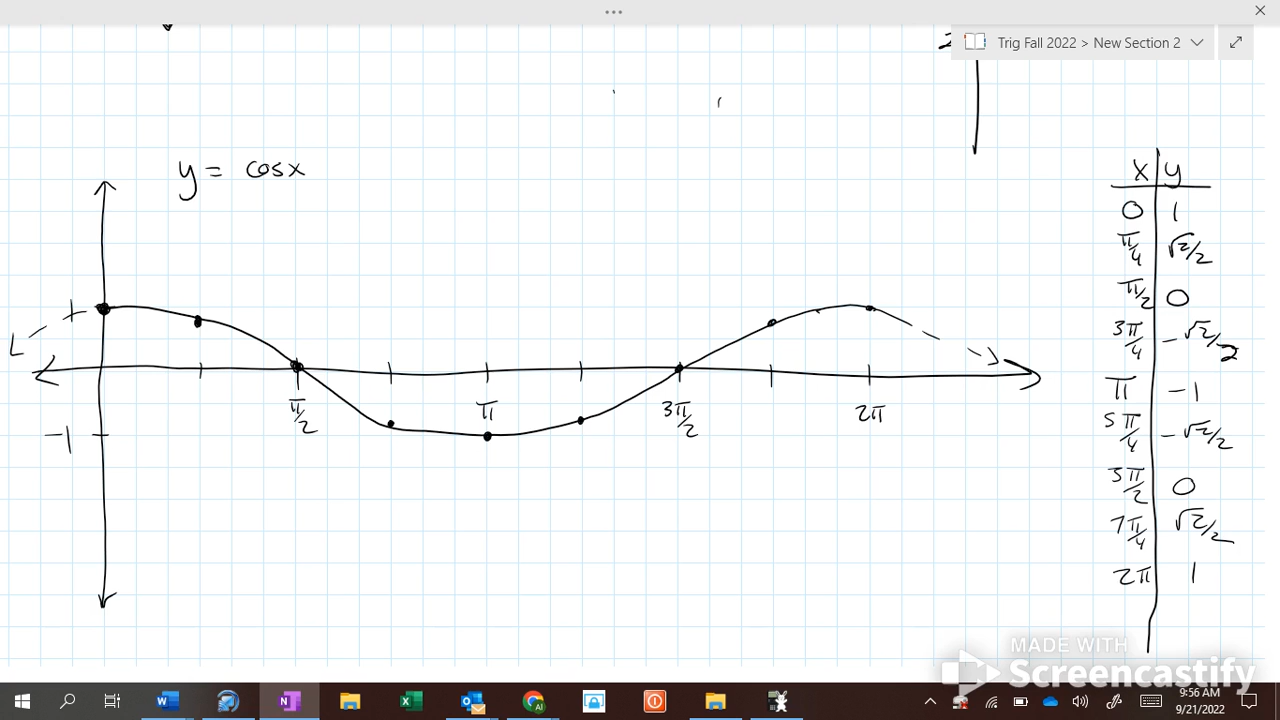 Trig Fall 2022 > New Section 2
y = cosx
1
-1
π/2
π
3π/2
2π
x y
0 1
π/4 √2/2
π/2 0
3π/4 -√2/2
π -1
5π/4 -√2/2
3π/2 0
7π/4 √2/2
2π 1
MADE WITH
Screencastify
9:56 AM
9/21/2022